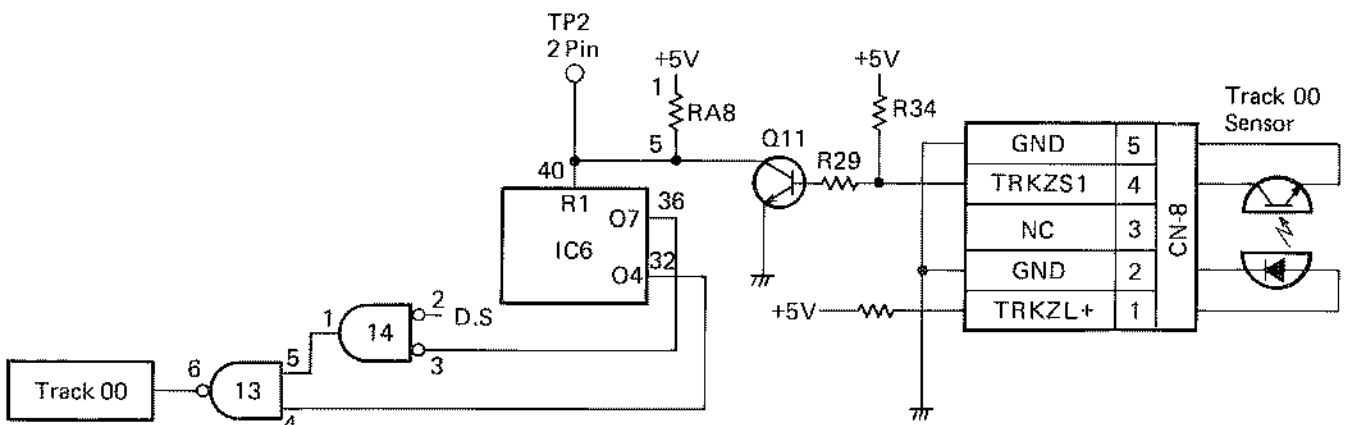 TP2
2 Pin
+5V
1
RA8
5
+5V
R34
Q11
R29
Track 00
Sensor
GND 5
TRKZS1 4
NC 3
GND 2
TRKZL+ 1
CN-8
+5V
40
R1
O7
36
IC6
O4
32
2
D.S
1
14
3
5
6
13
4
Track 00